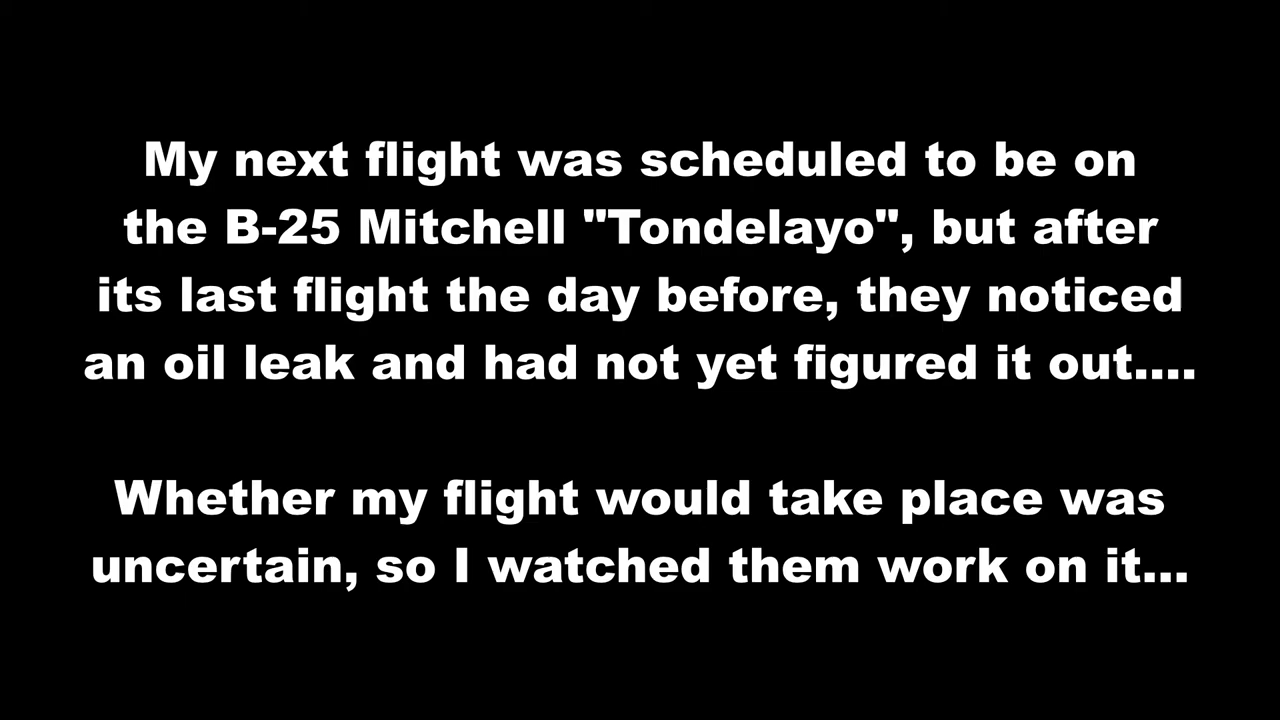 My next flight was scheduled to be on
the B-25 Mitchell "Tondelayo", but after
its last flight the day before, they noticed
an oil leak and had not yet figured it out....
Whether my flight would take place was
uncertain, so I watched them work on it...